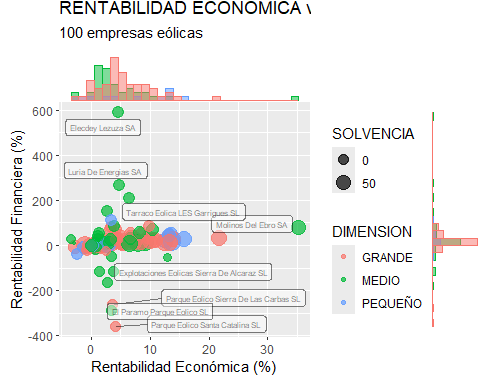 RENTABILIDAD ECONÓMICA v
100 empresas eólicas
600
400
200
0
-200
-400
Rentabilidad Financiera (%)
Elecdey Lezuza SA
Luria De Energias SA
Tarraco Eolica LES Garrigues SL
Molinos Del Ebro SA
Explotaciones Eolicas Sierra De Alcaraz SL
Parque Eolico Sierra De Las Carbas SL
El Paramo Parque Eolico SL
Parque Eolico Santa Catalina SL
0
10
20
30
Rentabilidad Económica (%)
SOLVENCIA
0
50
DIMENSION
GRANDE
MEDIO
PEQUEÑO